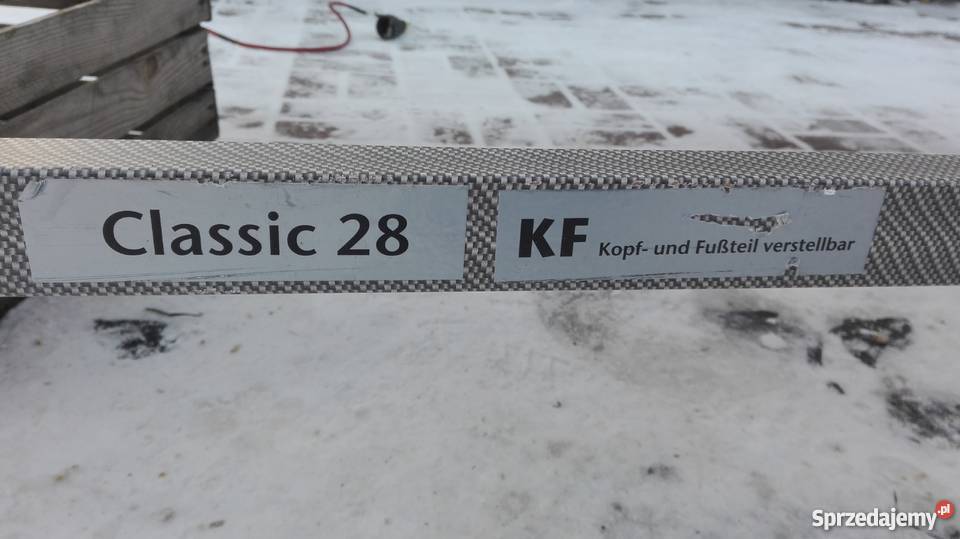 Classic 28
KF Kopf- und Fußteil verstellbar
Sprzedajemy.pl